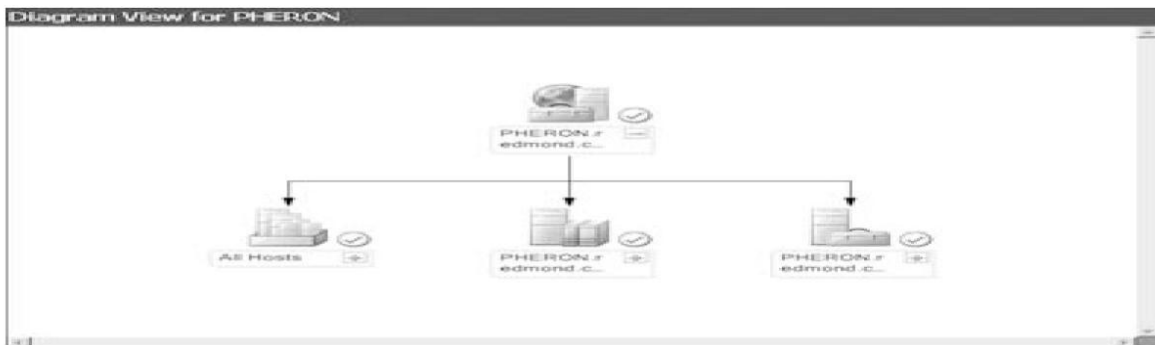 Diagram View for PHERON
PHERON.r
edmond.c...
All Hosts
PHERON.r
edmond.c...
PHERON.r
edmond.c...